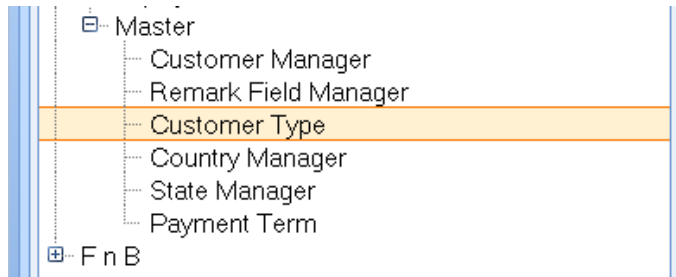 Master
Customer Manager
Remark Field Manager
Customer Type
Country Manager
State Manager
Payment Term
F n B